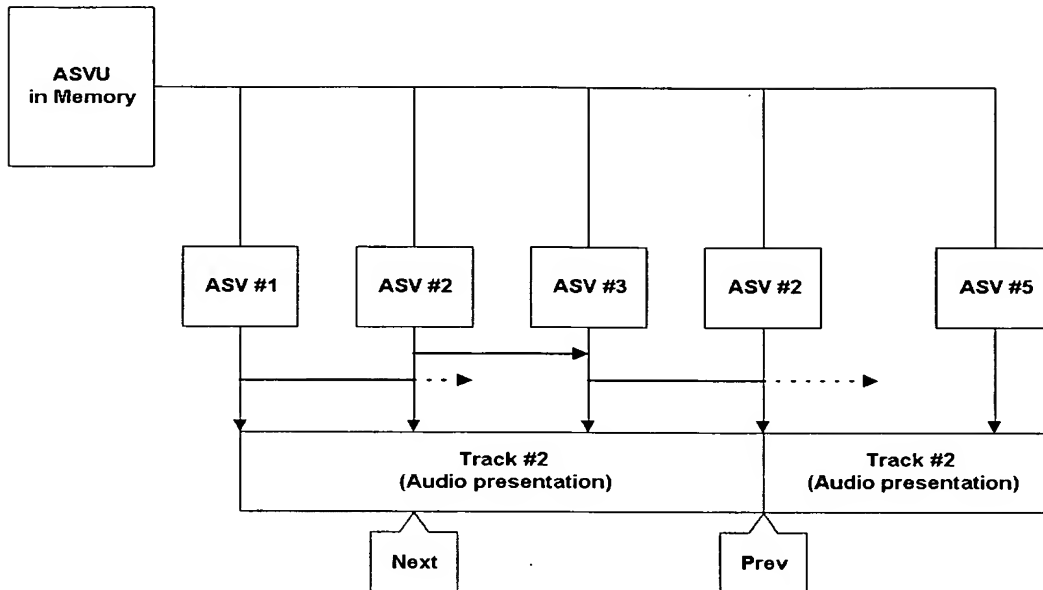 ASVU
in Memory
ASV #1
ASV #2
ASV #3
ASV #2
ASV #5
Track #2
(Audio presentation)
Track #2
(Audio presentation)
Next
Prev